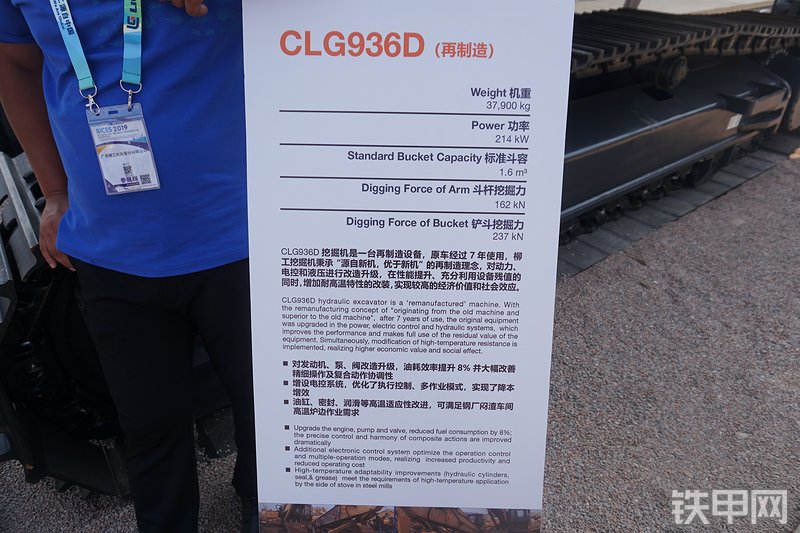 BICES 2019
CLG936D（再制造）
Weight 机重
37,900 kg
Power 功率
214 kW
Standard Bucket Capacity 标准斗容
1.6 m³
Digging Force of Arm 斗杆挖掘力
162 kN
Digging Force of Bucket 铲斗挖掘力
237 kN
CLG936D 挖掘机是一台再制造设备，原车经过 7 年使用，柳
工挖掘机秉承“源自新机，优于新机”的再制造理念，对动力、
电控和液压进行改造升级，在性能提升、充分利用设备残值的
同时，增加耐高温特性的改装，实现较高的经济价值和社会效应。
CLG936D hydraulic excavator is a 'remanufactured' machine. With
the remanufacturing concept of "originating from the old machine and
superior to the old machine", after 7 years of use, the original equipment
was upgraded in the power, electric control and hydraulic systems, which
improves the performance and makes full use of the residual value of the
equipment. Simultaneously, modification of high-temperature resistance is
implemented, realizing higher economic value and social effect.
对发动机、泵、阀改造升级，油耗效率提升 8% 并大幅改善
精细操作及复合动作协调性
增设电控系统，优化了执行控制、多作业模式，实现了降本
增效
油缸、密封、润滑等高温适应性改进，可满足钢厂闷渣车间
高温炉边作业需求
Upgrade the engine, pump and valve, reduced fuel consumption by 8%;
the precise control and harmony of composite actions are improved
dramatically
Additional electronic control system optimize the operation control
and multiple-operation modes, realizing increased productivity and
reduced operating cost
High-temperature adaptability improvements (hydraulic cylinders,
seal,& grease) meet the requirements of high-temperature application
by the side of stove in steel mills
铁甲网